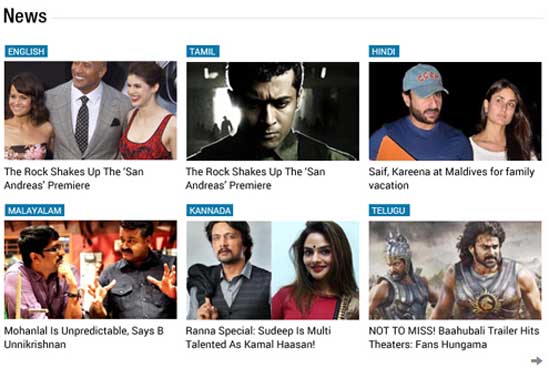 News
ENGLISH
TAMIL
HINDI
The Rock Shakes Up The ‘San
Andreas’ Premiere
The Rock Shakes Up The ‘San
Andreas’ Premiere
Saif, Kareena at Maldives for family
vacation
MALAYALAM
KANNADA
TELUGU
Mohanlal Is Unpredictable, Says B
Unnikrishnan
Ranna Special: Sudeep Is Multi
Talented As Kamal Haasan!
NOT TO MISS! Baahubali Trailer Hits
Theaters: Fans Hungama